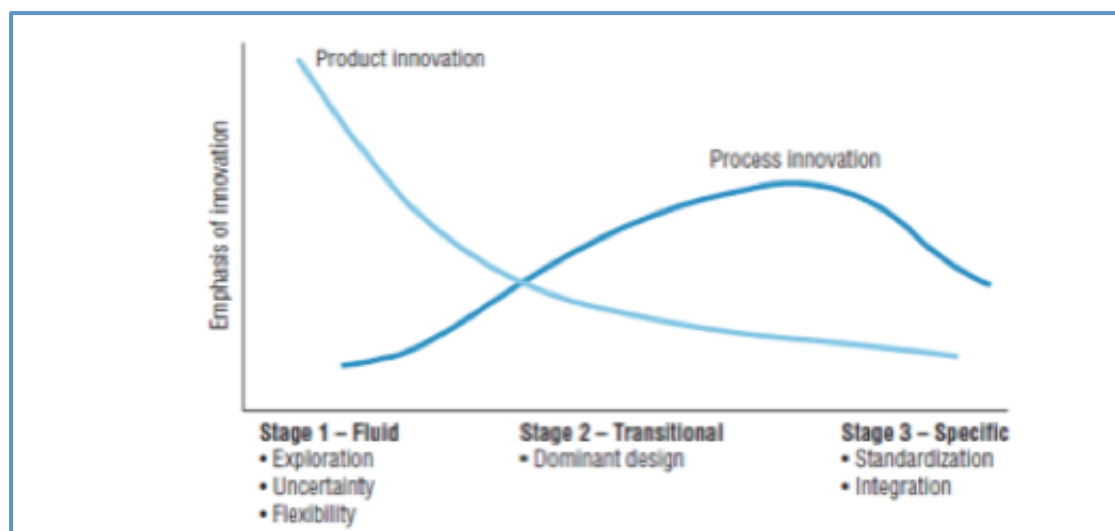 Product innovation
Process innovation
Emphasis of innovation
Stage 1 – Fluid
• Exploration
• Uncertainty
• Flexibility
Stage 2 – Transitional
• Dominant design
Stage 3 – Specific
• Standardization
• Integration